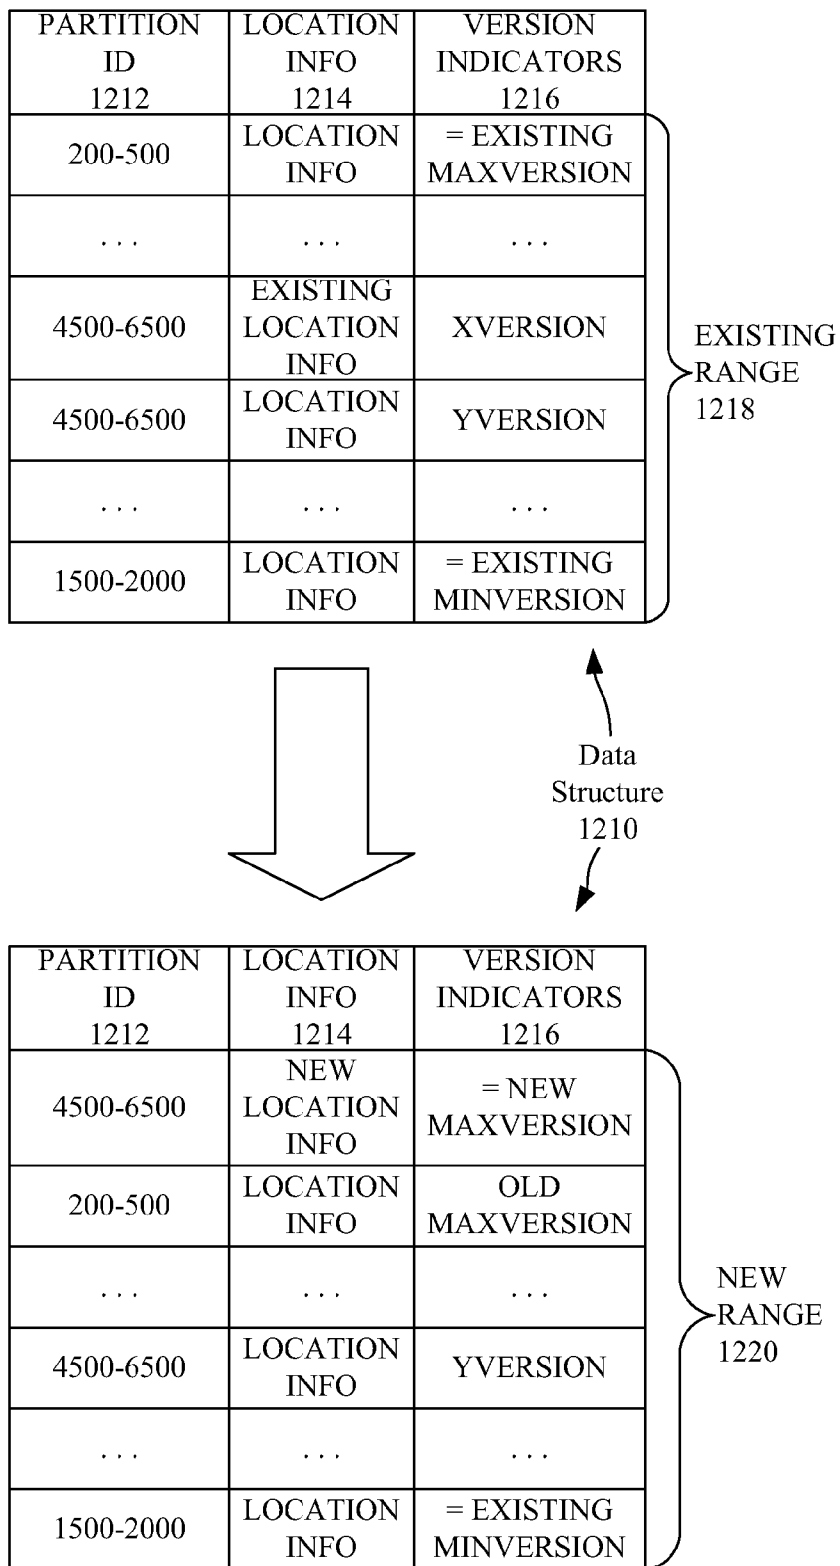 PARTITION
ID
1212
LOCATION
INFO
1214
VERSION
INDICATORS
1216
200-500
LOCATION
INFO
= EXISTING
MAXVERSION
. . .
. . .
. . .
4500-6500
EXISTING
LOCATION
INFO
XVERSION
4500-6500
LOCATION
INFO
YVERSION
. . .
. . .
. . .
1500-2000
LOCATION
INFO
= EXISTING
MINVERSION
EXISTING
RANGE
1218
Data
Structure
1210
PARTITION
ID
1212
LOCATION
INFO
1214
VERSION
INDICATORS
1216
4500-6500
NEW
LOCATION
INFO
= NEW
MAXVERSION
200-500
LOCATION
INFO
OLD
MAXVERSION
. . .
. . .
. . .
4500-6500
LOCATION
INFO
YVERSION
. . .
. . .
. . .
1500-2000
LOCATION
INFO
= EXISTING
MINVERSION
NEW
RANGE
1220